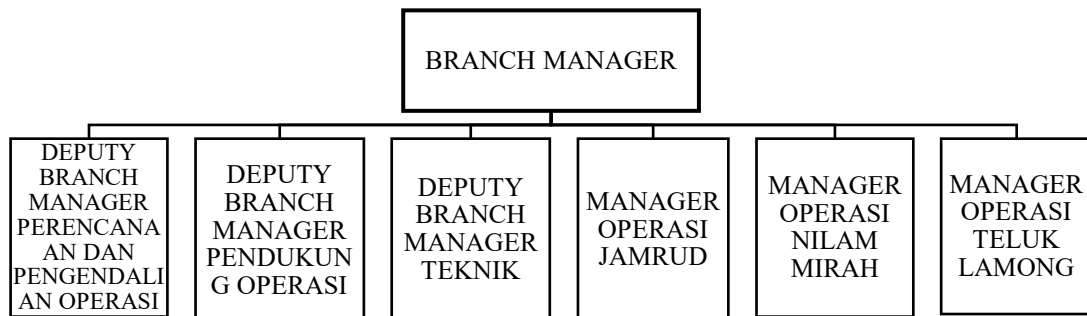 BRANCH MANAGER
DEPUTY
BRANCH
MANAGER
PERENCANA
AN DAN
PENGENDALI
AN OPERASI
DEPUTY
BRANCH
MANAGER
PENDUKUN
G OPERASI
DEPUTY
BRANCH
MANAGER
TEKNIK
MANAGER
OPERASI
JAMRUD
MANAGER
OPERASI
NILAM
MIRAH
MANAGER
OPERASI
TELUK
LAMONG